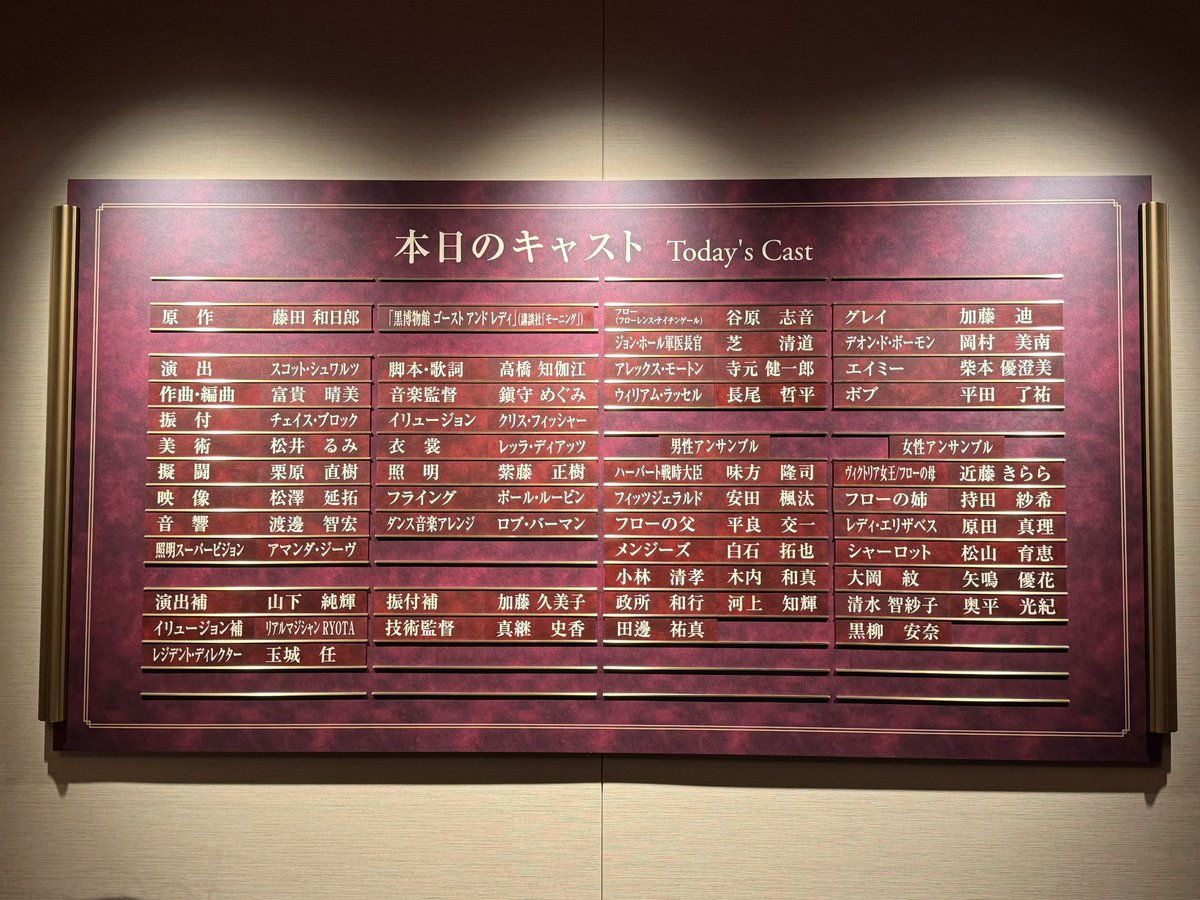 本日のキャスト Today's Cast
原作 藤田 和日郎
「黒博物館 ゴースト アンド レディ」(講談社「モーニング」)
演出 スコット・シュワルツ
作曲・編曲 富貴 晴美
振付 チェイス・ブロック
美術 松井 るみ
擬闘 栗原 直樹
映像 松澤 延拓
音響 渡邊 智宏
照明スーパービジョン アマンダ・ジーヴ
演出補 山下 純輝
イリュージョン補 リアルマジシャン RYOTA
レジデント・ディレクター 玉城 任
脚本・歌詞 高橋 知伽江
音楽監督 鎭守 めぐみ
イリュージョン クリス・フィッシャー
衣裳 レッラ・ディアッツ
照明 紫藤 正樹
フライング ポール・ルービン
ダンス音楽アレンジ ロブ・バーマン
振付補 加藤 久美子
技術監督 真継 史香
フロー(フローレンス・ナイチンゲール) 谷原 志音
ジョン・ホール軍医長官 芝 清道
アレックス・モートン 寺元 健一郎
ウィリアム・ラッセル 長尾 哲平
男性アンサンブル
ハーバート戦時大臣 味方 隆司
フィッツジェラルド 安田 楓汰
フローの父 平良 交一
メンジーズ 白石 拓也
小林 清孝 木内 和真
政所 和行 河上 知輝
田邊 祐真
グレイ 加藤 迪
デオン・ド・ボーモン 岡村 美南
エイミー 柴本 優澄美
ボブ 平田 了祐
女性アンサンブル
ヴィクトリア女王/フローの母 近藤 きらら
フローの姉 持田 紗希
レディ・エリザベス 原田 真理
シャーロット 松山 育恵
大岡 紋 矢鳴 優花
清水 智紗子 奥平 光紀
黒柳 安奈